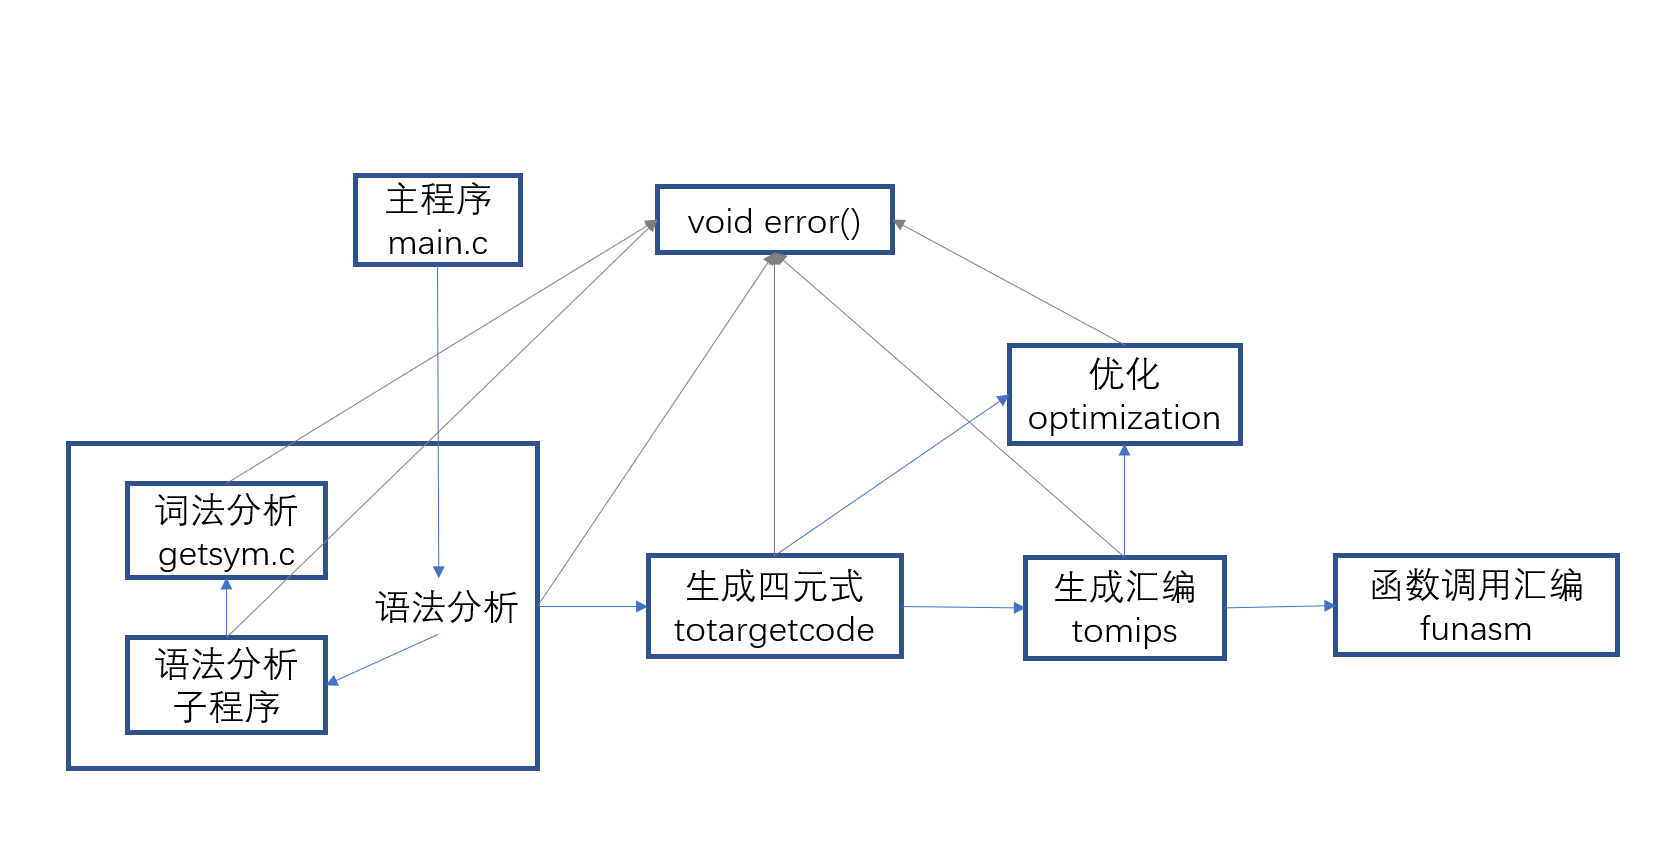 主程序
main.c
void error()
优化
optimization
词法分析
getsym.c
语法分析
语法分析
子程序
生成四元式
totargetcode
生成汇编
tomips
函数调用汇编
funasm